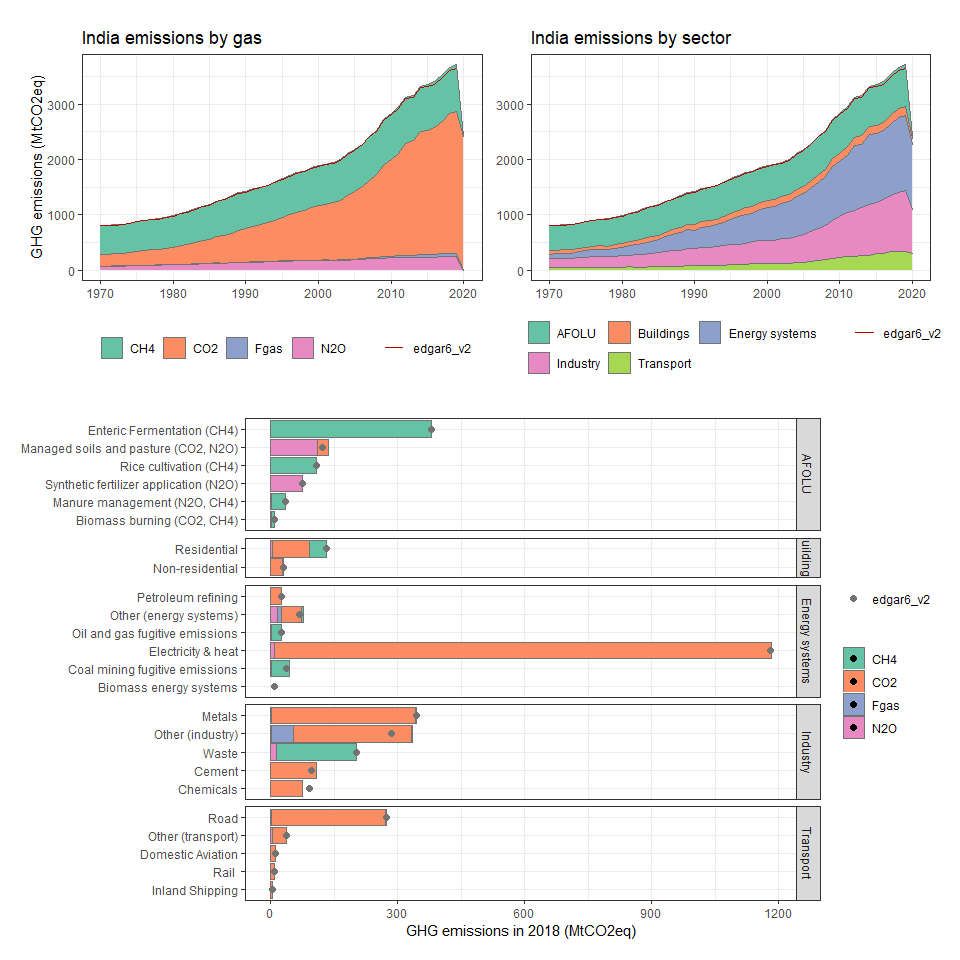 India emissions by gas
GHG emissions (MtCO2eq)
3000
2000
1000
0
1970
1980
1990
2000
2010
2020
CH4
CO2
Fgas
N2O
edgar6_v2
India emissions by sector
3000
2000
1000
0
1970
1980
1990
2000
2010
2020
AFOLU
Buildings
Energy systems
edgar6_v2
Industry
Transport
Enteric Fermentation (CH4)
Managed soils and pasture (CO2, N2O)
Rice cultivation (CH4)
Synthetic fertilizer application (N2O)
Manure management (N2O, CH4)
Biomass burning (CO2, CH4)
AFOLU
Residential
Non-residential
uilding
Petroleum refining
Other (energy systems)
Oil and gas fugitive emissions
Electricity & heat
Coal mining fugitive emissions
Biomass energy systems
Energy systems
Metals
Other (industry)
Waste
Cement
Chemicals
Industry
Road
Other (transport)
Domestic Aviation
Rail
Inland Shipping
Transport
0
300
600
900
1200
GHG emissions in 2018 (MtCO2eq)
edgar6_v2
CH4
CO2
Fgas
N2O